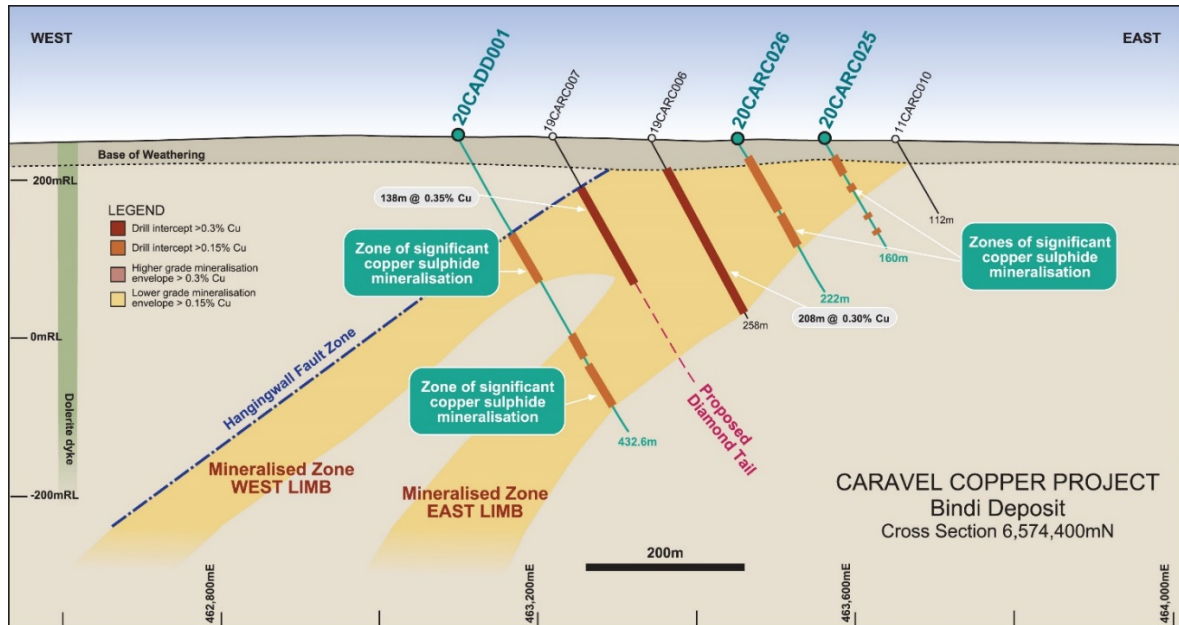 WEST
EAST
20CADD001
19CARC007
19CARC006
20CARC026
20CARC025
11CARC010
Base of Weathering
200mRL
0mRL
-200mRL
Dolerite dyke
LEGEND
Drill intercept >0.3% Cu
Drill intercept >0.15% Cu
Higher grade mineralisation
envelope > 0.3% Cu
Lower grade mineralisation
envelope > 0.15% Cu
138m @ 0.35% Cu
Zone of significant
copper sulphide
mineralisation
112m
160m
Zones of significant
copper sulphide
mineralisation
222m
208m @ 0.30% Cu
258m
Hangingwall Fault Zone
Zone of significant
copper sulphide
mineralisation
432.6m
Proposed
Diamond Tail
Mineralised Zone
WEST LIMB
Mineralised Zone
EAST LIMB
CARAVEL COPPER PROJECT
Bindi Deposit
Cross Section 6,574,400mN
200m
462,800mE
463,200mE
463,600mE
464,000mE